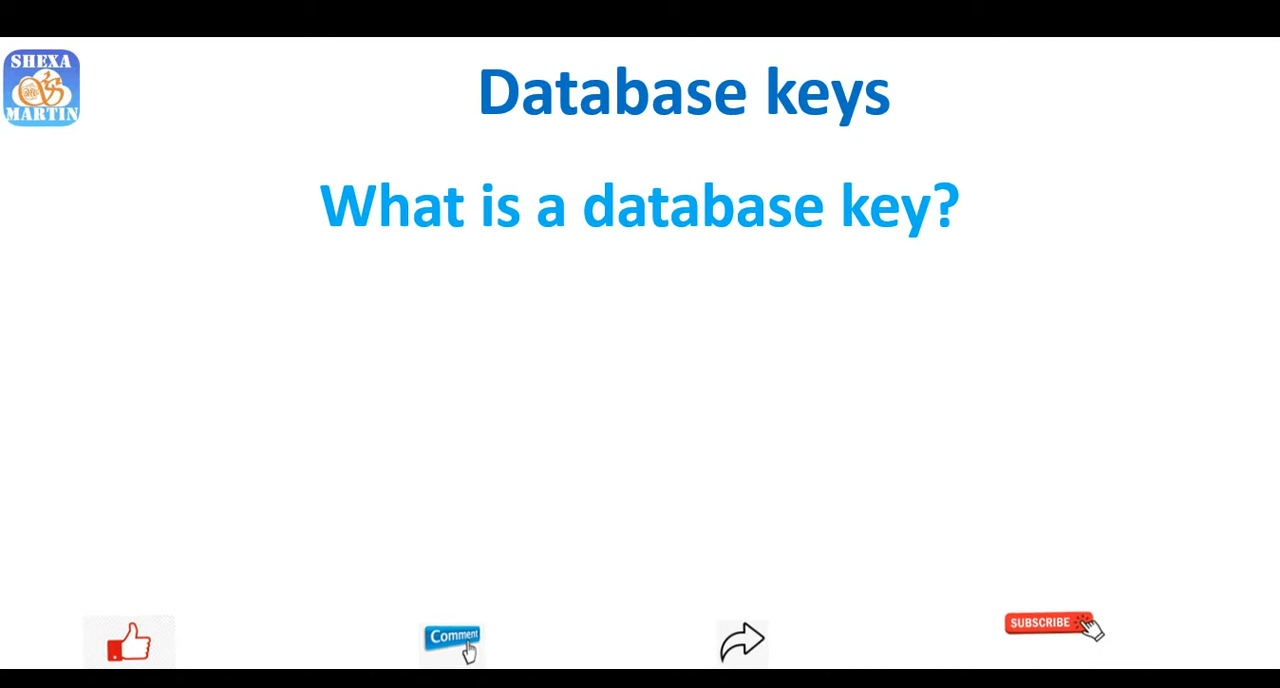 SHEXA
MARTIN
Database keys
What is a database key?
Comment
SUBSCRIBE